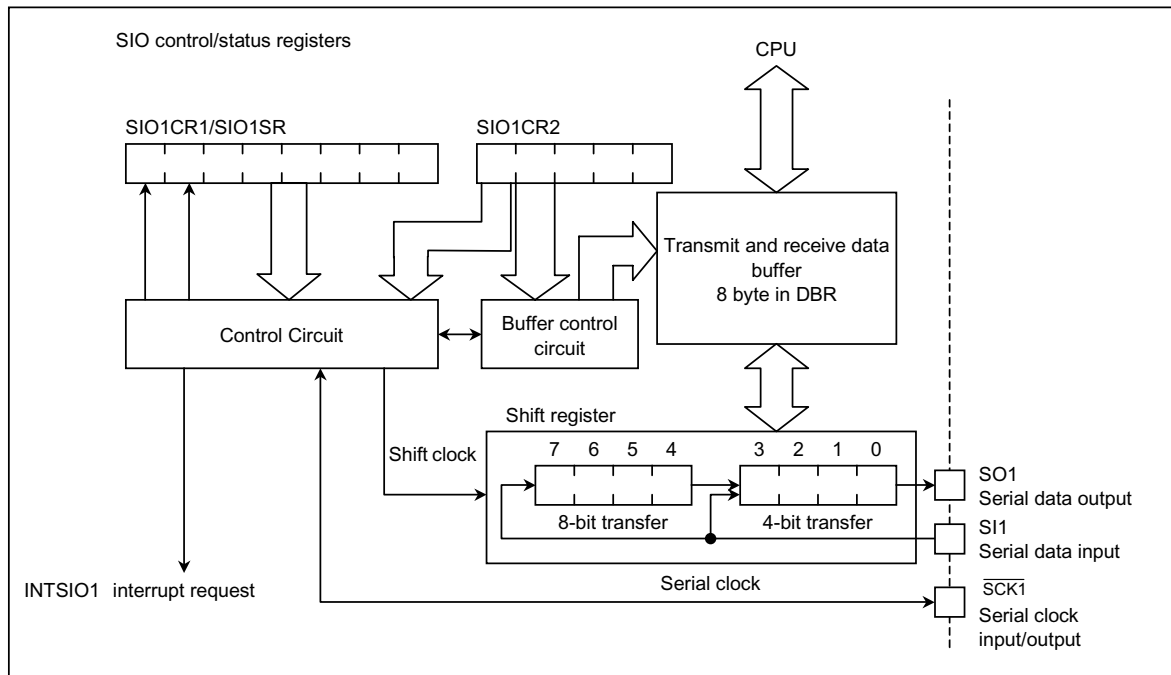 SIO control/status registers
CPU
SIO1CR1/SIO1SR
SIO1CR2
Transmit and receive data
buffer
8 byte in DBR
Control Circuit
Buffer control
circuit
Shift register
Shift clock
7 6 5 4 3 2 1 0
8-bit transfer
4-bit transfer
SO1
Serial data output
SI1
Serial data input
INTSIO1 interrupt request
Serial clock
SCK1
Serial clock
input/output